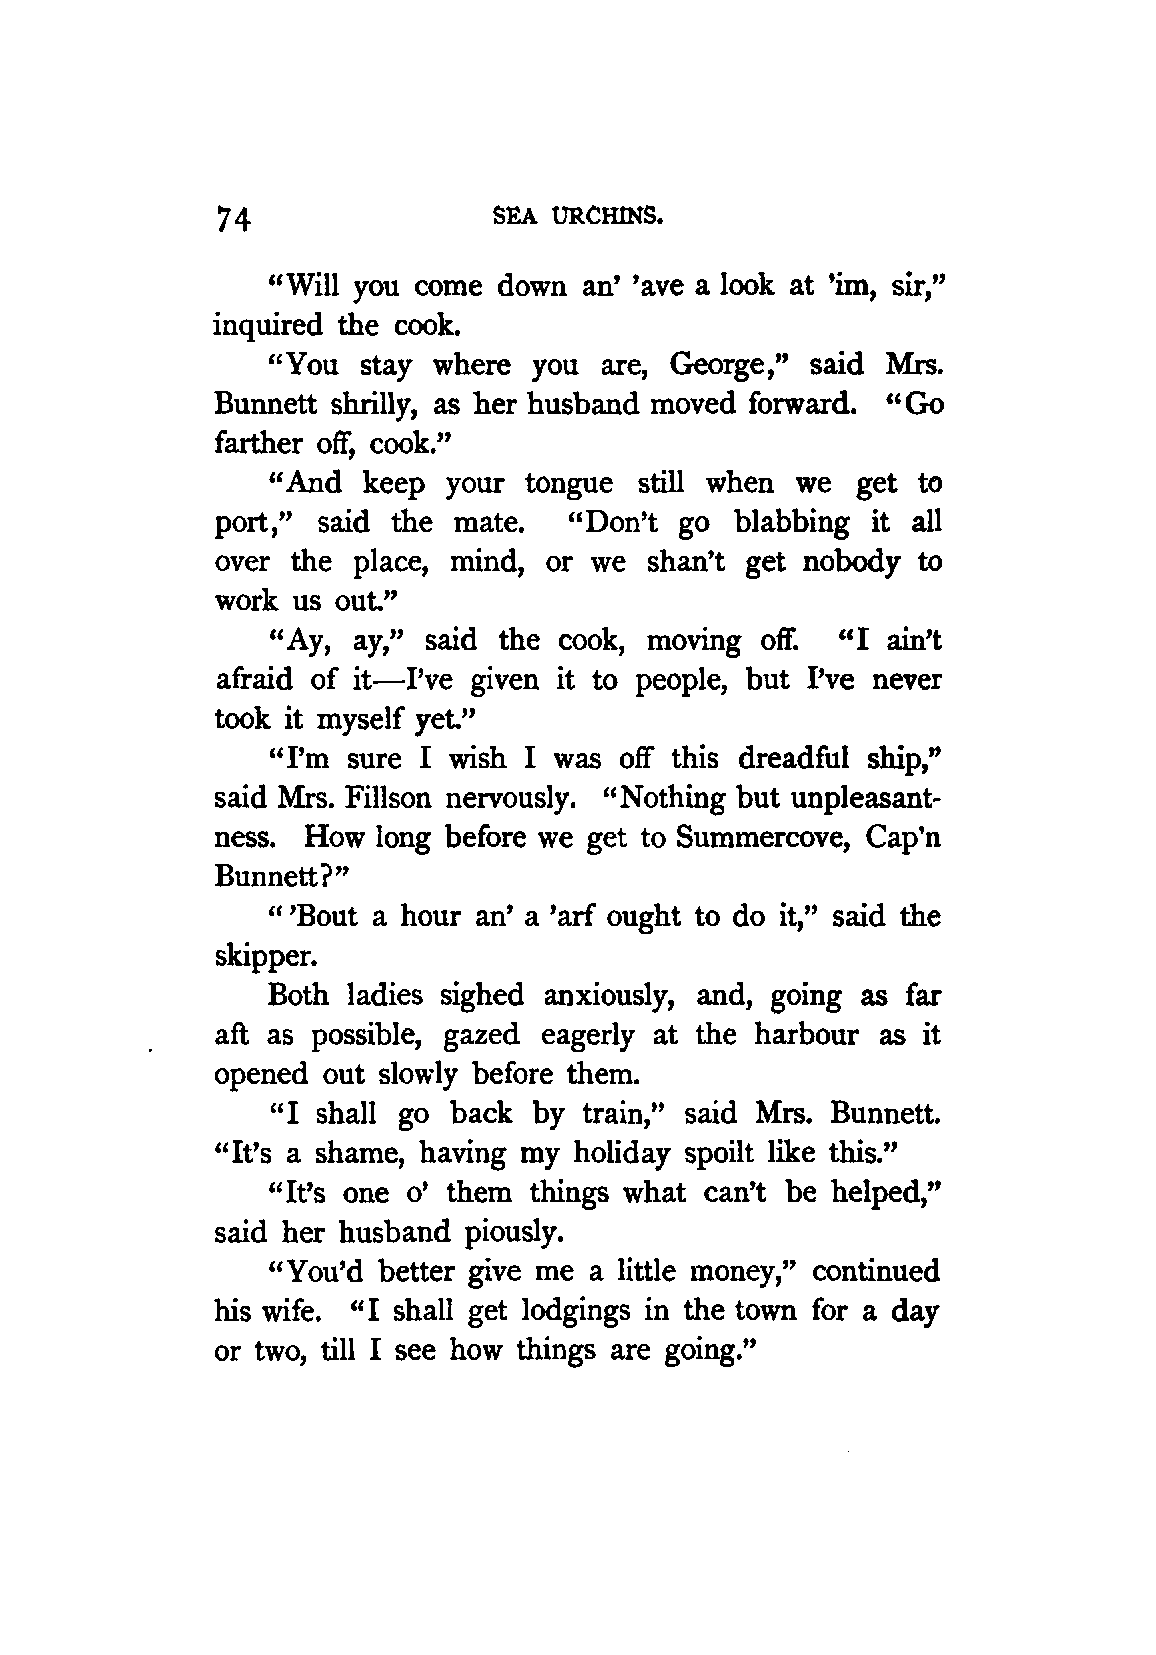 74 SEA URCHINS.
“Will you come down an’ ’ave a look at ’im, sir,”
inquired the cook.
“You stay where you are, George,” said Mrs.
Bunnett shrilly, as her husband moved forward. “Go
farther off, cook.”
“And keep your tongue still when we get to
port,” said the mate. “Don’t go blabbing it all
over the place, mind, or we shan’t get nobody to
work us out.”
“Ay, ay,” said the cook, moving off. “I ain’t
afraid of it—I’ve given it to people, but I’ve never
took it myself yet.”
“I’m sure I wish I was off this dreadful ship,”
said Mrs. Fillson nervously. “Nothing but unpleasant-
ness. How long before we get to Summercove, Cap’n
Bunnett?”
“ ’Bout a hour an’ a ’arf ought to do it,” said the
skipper.
Both ladies sighed anxiously, and, going as far
aft as possible, gazed eagerly at the harbour as it
opened out slowly before them.
“I shall go back by train,” said Mrs. Bunnett.
“It’s a shame, having my holiday spoilt like this.”
“It’s one o’ them things what can’t be helped,”
said her husband piously.
“You’d better give me a little money,” continued
his wife. “I shall get lodgings in the town for a day
or two, till I see how things are going.”